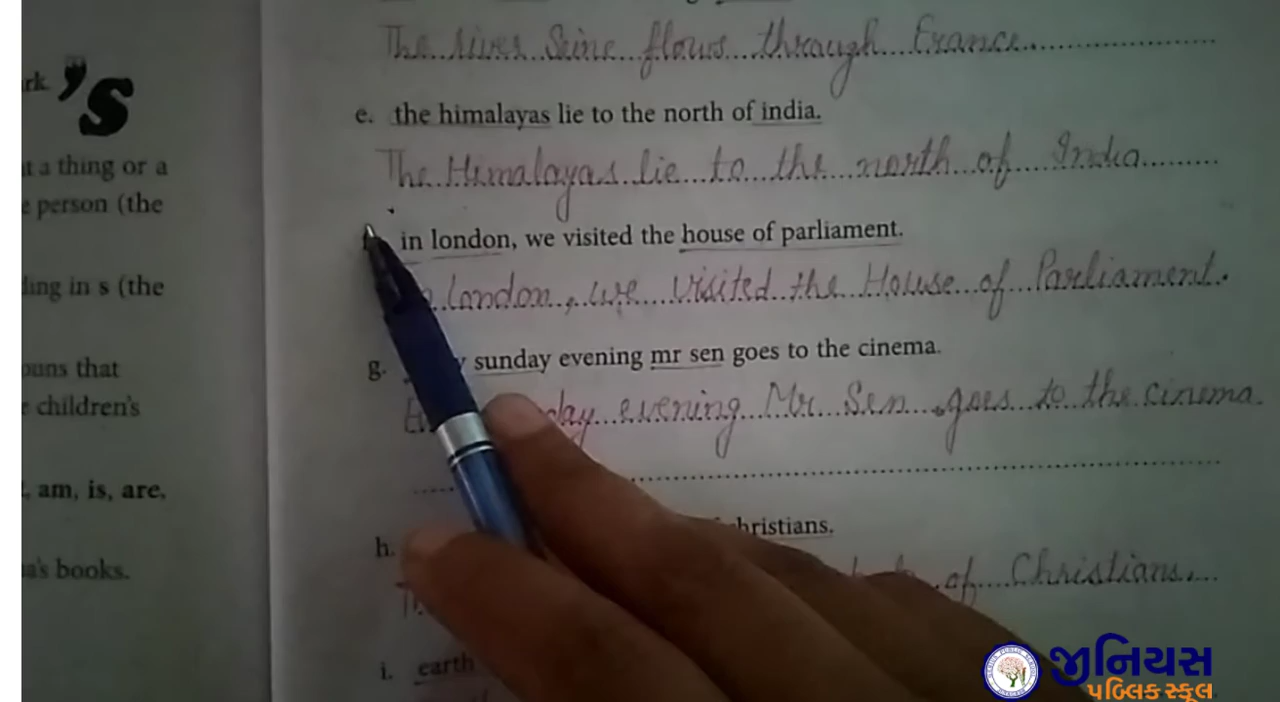 The river Seine flows through France
rk.
's
e. the himalayas lie to the north of india.
t a thing or a
The Himalayas lie to the north of India
e person (the
in london, we visited the house of parliament.
ling in s (the
london, we visited the House of Parliament.
g. sunday evening mr sen goes to the cinema.
ouns that
e children's
day evening Mr. Sen goes to the cinema.
, am, is, are,
h. hristians.
a's books.
of Christians.
i. earth
જીનિયસ
પબ્લિક સ્કૂલ